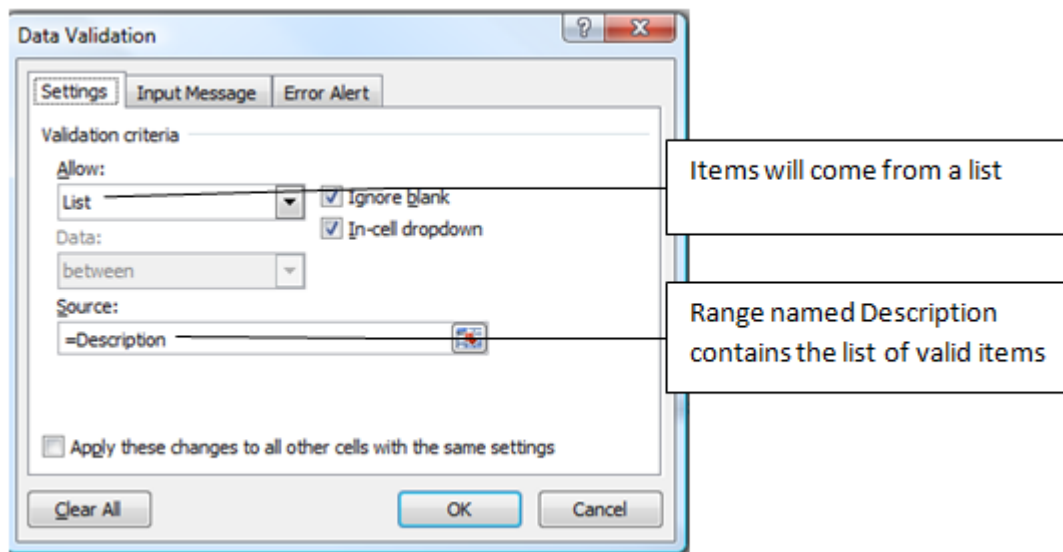 Data Validation
Settings Input Message Error Alert
Validation criteria
Allow:
List
Ignore blank
Data:
In-cell dropdown
between
Source:
=Description
Apply these changes to all other cells with the same settings
Clear All OK Cancel
Items will come from a list
Range named Description
contains the list of valid items